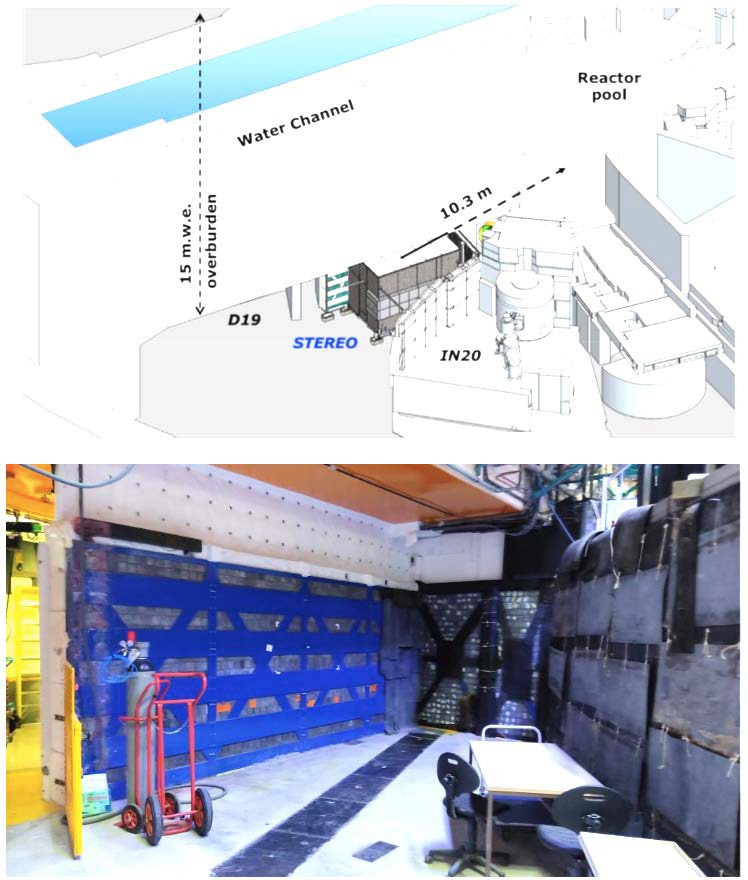 Reactor
pool
Water Channel
10.3 m
15 m.w.e.
overburden
D19
STEREO
IN20